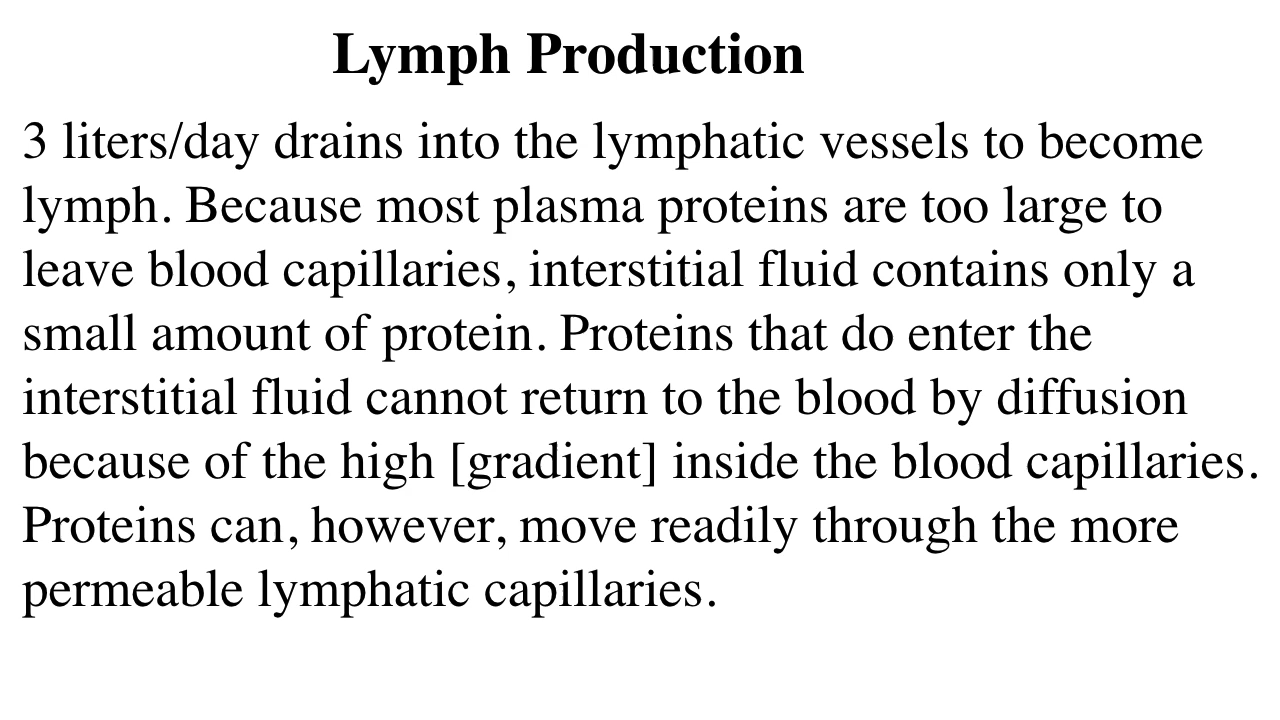 Lymph Production
3 liters/day drains into the lymphatic vessels to become
lymph. Because most plasma proteins are too large to
leave blood capillaries, interstitial fluid contains only a
small amount of protein. Proteins that do enter the
interstitial fluid cannot return to the blood by diffusion
because of the high [gradient] inside the blood capillaries.
Proteins can, however, move readily through the more
permeable lymphatic capillaries.